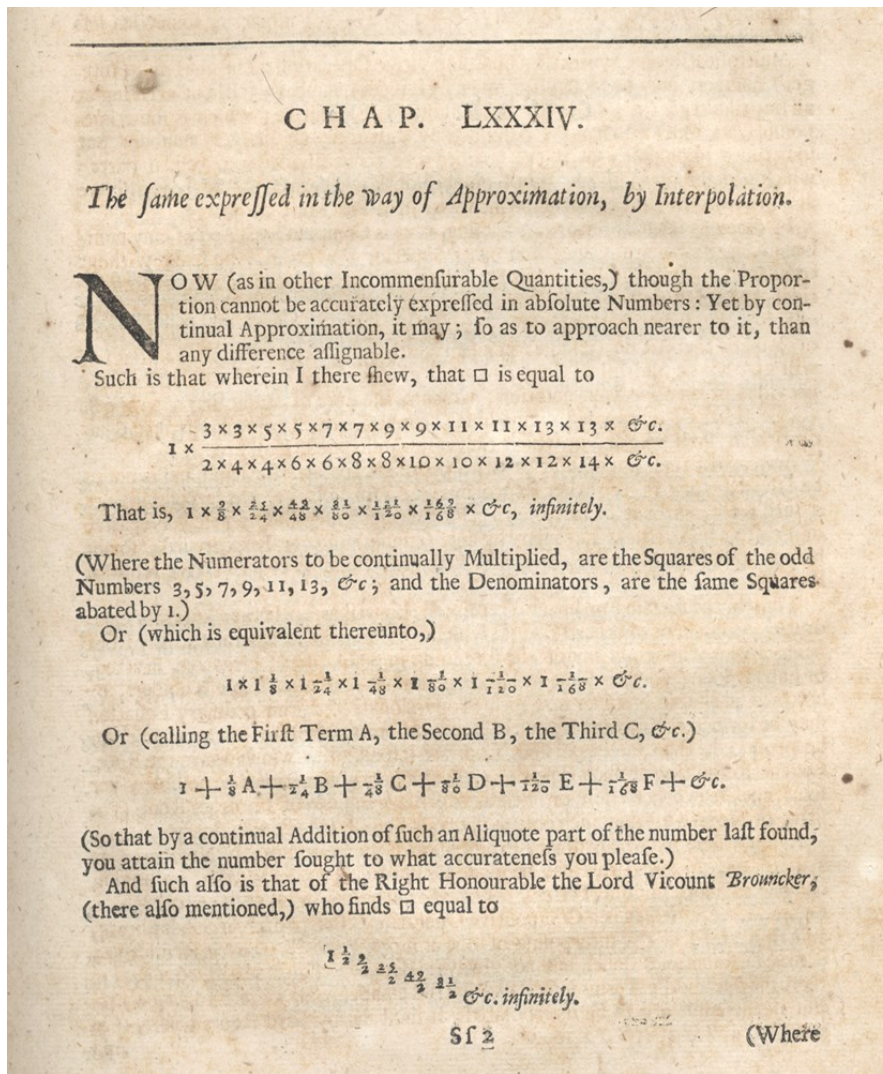 CHAP. LXXXIV.
The ſame expreſſed in the way of Approximation, by Interpolation.
NOW (as in other Incommenſurable Quantities,) though the Propor-
tion cannot be accurately expreſſed in abſolute Numbers : Yet by con-
tinual Approximation, it may ; ſo as to approach nearer to it, than
any difference aſſignable.
Such is that wherein I there ſhew, that □ is equal to
1 × 3×3×5×5×7×7×9×9×11×11×13×13× &c.
2×4×4×6×6×8×8×10×10×12×12×14× &c.
That is, 1 × 9/8 × 25/24 × 49/48 × 81/80 × 121/120 × 169/168 × &c, infinitely.
(Where the Numerators to be continually Multiplied, are the Squares of the odd
Numbers 3, 5, 7, 9, 11, 13, &c ; and the Denominators, are the ſame Squares
abated by 1.)
Or (which is equivalent thereunto,)
1 × 1 1/8 × 1 1/24 × 1 1/48 × 1 1/80 × 1 1/120 × 1 1/168 × &c.
Or (calling the Firſt Term A, the Second B, the Third C, &c.)
1 + 1/8 A + 1/24 B + 1/48 C + 1/80 D + 1/120 E + 1/168 F + &c.
(So that by a continual Addition of ſuch an Aliquote part of the number laſt found,
you attain the number ſought to what accurateneſs you pleaſe.)
And ſuch alſo is that of the Right Honourable the Lord Vicount Brouncker,
(there alſo mentioned,) who finds □ equal to
1 1/2 9/2 25/2 49/2 81/2 &c. infinitely.
Sſ 2 (Where